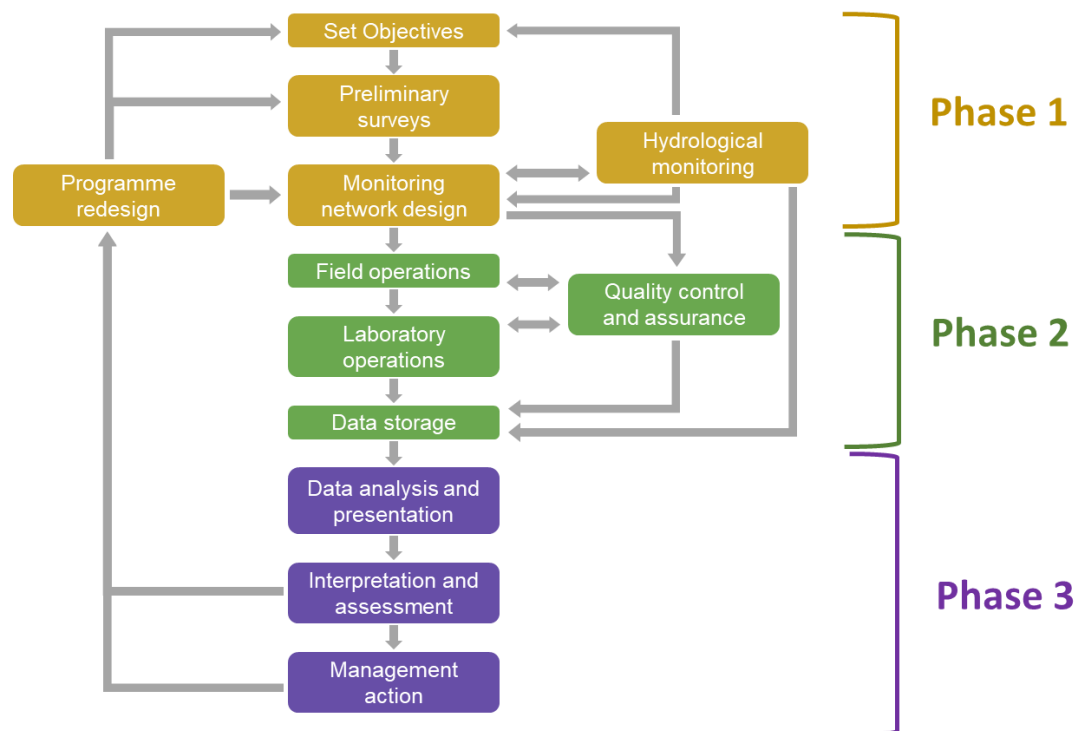 Set Objectives
Preliminary
surveys
Phase 1
Hydrological
monitoring
Programme
redesign
Monitoring
network design
Field operations
Quality control
and assurance
Phase 2
Laboratory
operations
Data storage
Data analysis and
presentation
Interpretation and
assessment
Phase 3
Management
action